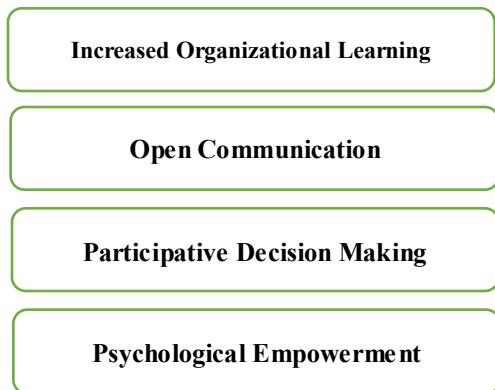 Increased Organizational Learning
Open Communication
Participative Decision Making
Psychological Empowerment